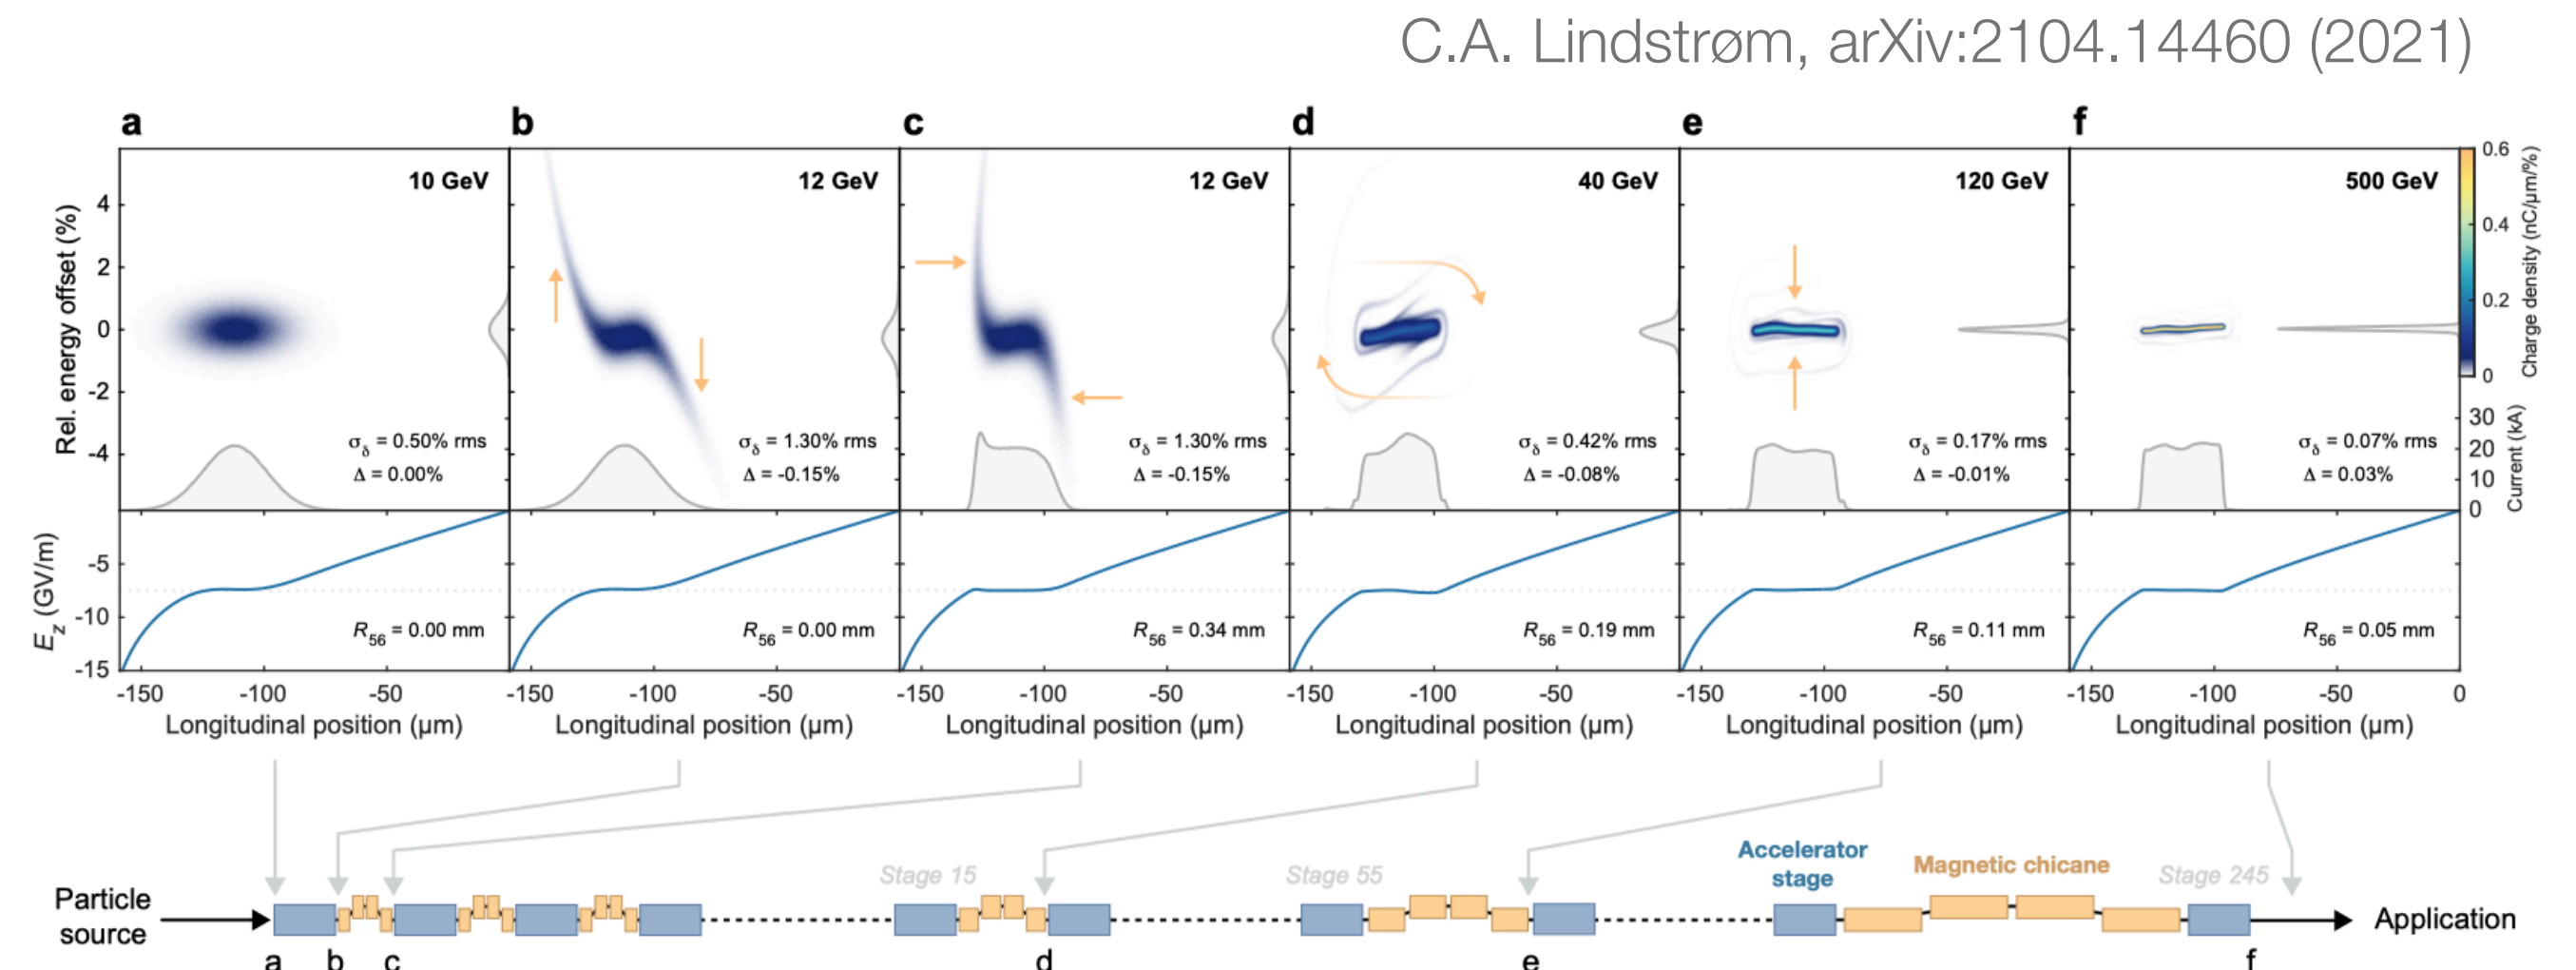 C.A. Lindstrøm, arXiv:2104.14460 (2021)
a b c d e f
10 GeV 12 GeV 12 GeV 40 GeV 120 GeV 500 GeV
Rel. energy offset (%)
4
2
0
-2
-4
σδ = 0.50% rms
Δ = 0.00%
σδ = 1.30% rms
Δ = -0.15%
σδ = 1.30% rms
Δ = -0.15%
σδ = 0.42% rms
Δ = -0.08%
σδ = 0.17% rms
Δ = -0.01%
σδ = 0.07% rms
Δ = 0.03%
0.6
0.4
0.2
0
Charge density (nC/μm/%)
30
20
10
0
Current (kA)
Ez (GV/m)
-5
-10
-15
R56 = 0.00 mm
R56 = 0.00 mm
R56 = 0.34 mm
R56 = 0.19 mm
R56 = 0.11 mm
R56 = 0.05 mm
-150 -100 -50 -150 -100 -50 -150 -100 -50 -150 -100 -50 -150 -100 -50 -150 -100 -50 0
Longitudinal position (μm)
Longitudinal position (μm)
Longitudinal position (μm)
Longitudinal position (μm)
Longitudinal position (μm)
Longitudinal position (μm)
Particle
source
Stage 15
Stage 55
Accelerator
stage
Magnetic chicane
Stage 245
Application
a b c d e f